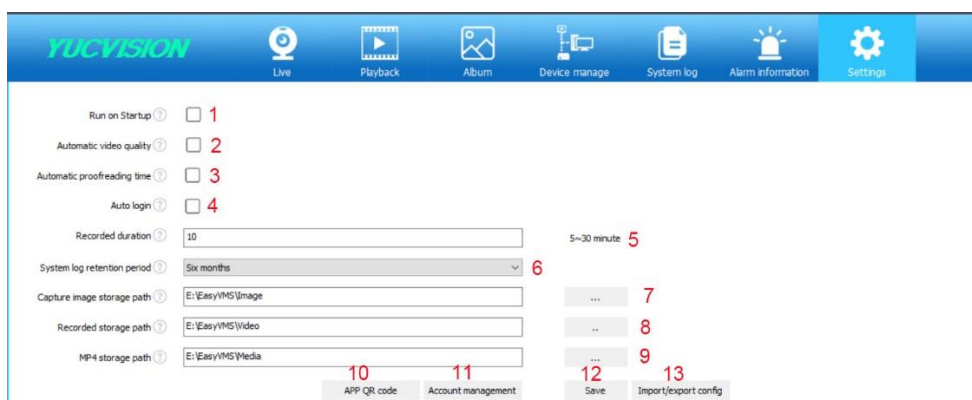 YUCVISION
Live Playback Album Device manage System log Alarm information Settings
Run on Startup ? 1
Automatic video quality ? 2
Automatic proofreading time ? 3
Auto login ? 4
Recorded duration ? 10 5~30 minute 5
System log retention period ? Six months 6
Capture image storage path ? E:\EasyVMS\Image ... 7
Recorded storage path ? E:\EasyVMS\Video .. 8
MP4 storage path ? E:\EasyVMS\Media ... 9
10 11 12 13
APP QR code Account management Save Import/export config